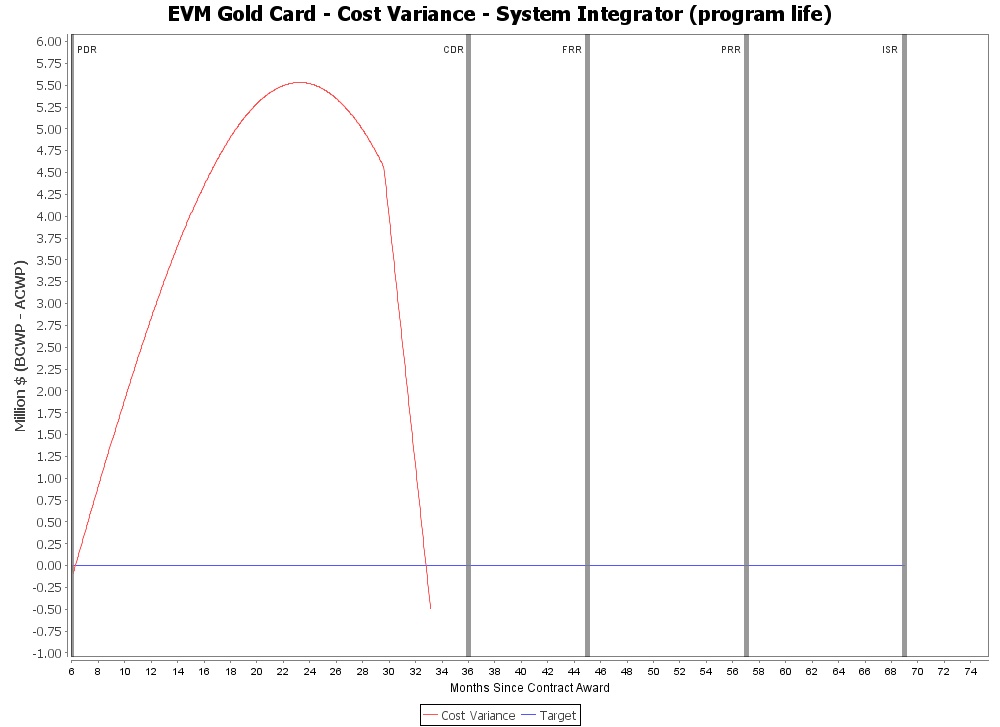 EVM Gold Card - Cost Variance - System Integrator (program life)
6.00
5.75
5.50
5.25
5.00
4.75
4.50
4.25
4.00
3.75
3.50
3.25
3.00
2.75
2.50
2.25
2.00
1.75
1.50
1.25
1.00
0.75
0.50
0.25
0.00
-0.25
-0.50
-0.75
-1.00
Million $ (BCWP - ACWP)
PDR
CDR
FRR
PRR
ISR
6 8 10 12 14 16 18 20 22 24 26 28 30 32 34 36 38 40 42 44 46 48 50 52 54 56 58 60 62 64 66 68 70 72 74
Months Since Contract Award
Cost Variance Target